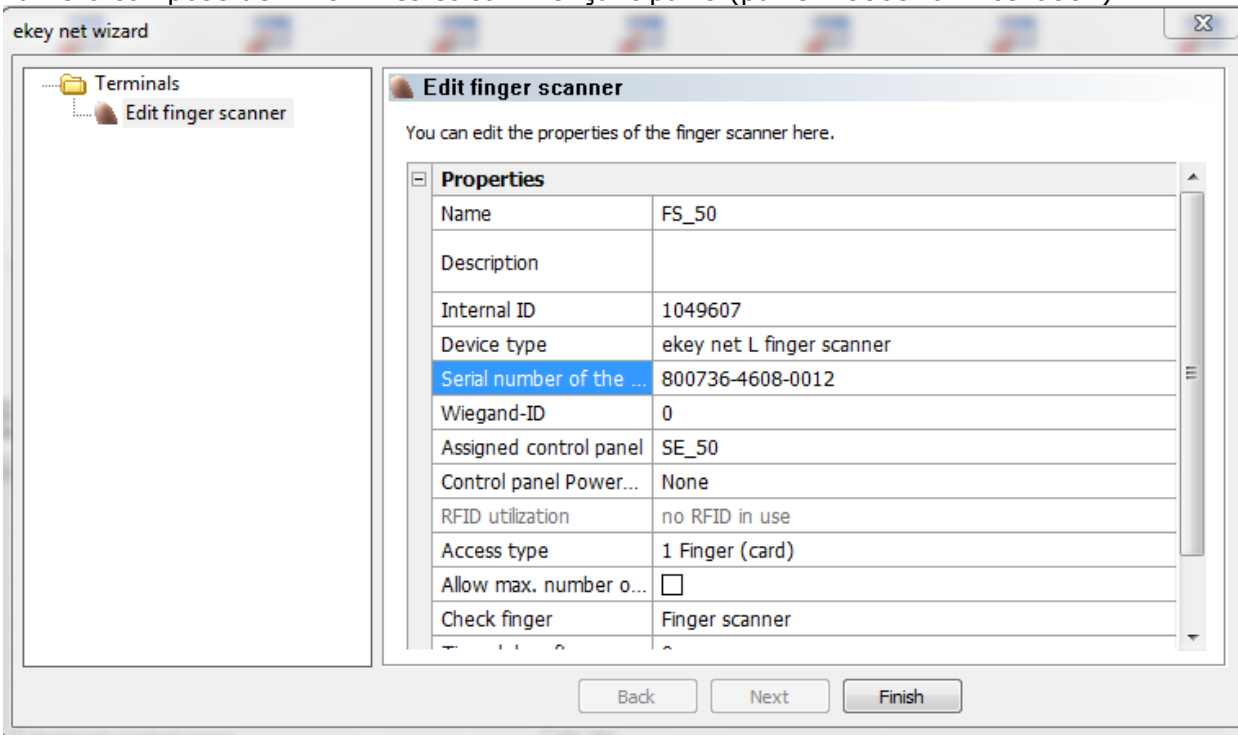 ekey net wizard
Terminals
Edit finger scanner
Edit finger scanner
You can edit the properties of the finger scanner here.
Properties
Name FS_50
Description
Internal ID 1049607
Device type ekey net L finger scanner
Serial number of the ... 800736-4608-0012
Wiegand-ID 0
Assigned control panel SE_50
Control panel Power... None
RFID utilization no RFID in use
Access type 1 Finger (card)
Allow max. number o...
Check finger Finger scanner
Back Next Finish